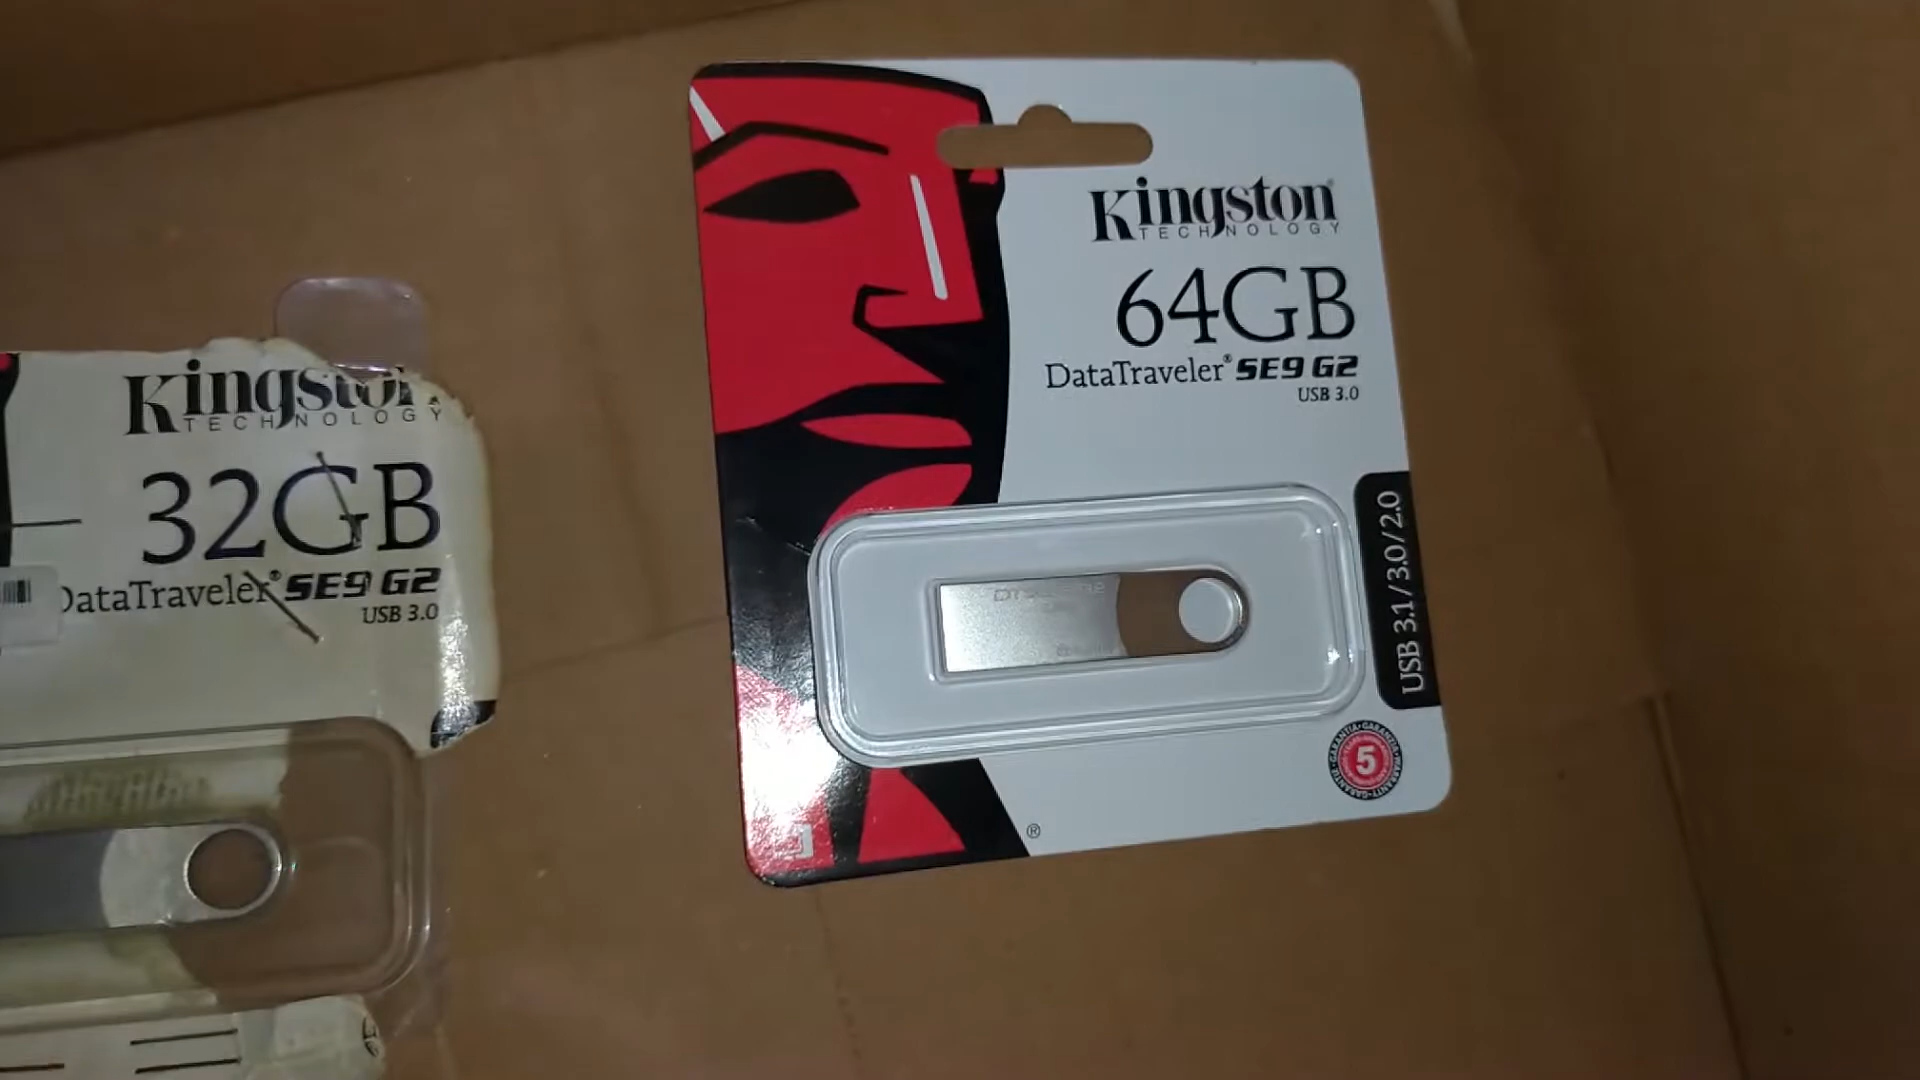 Kingston
TECHNOLOGY
32GB
DataTraveler® SE9 G2
USB 3.0
Kingston
TECHNOLOGY
64GB
DataTraveler® SE9 G2
USB 3.0
USB 3.1/3.0/2.0
5
®